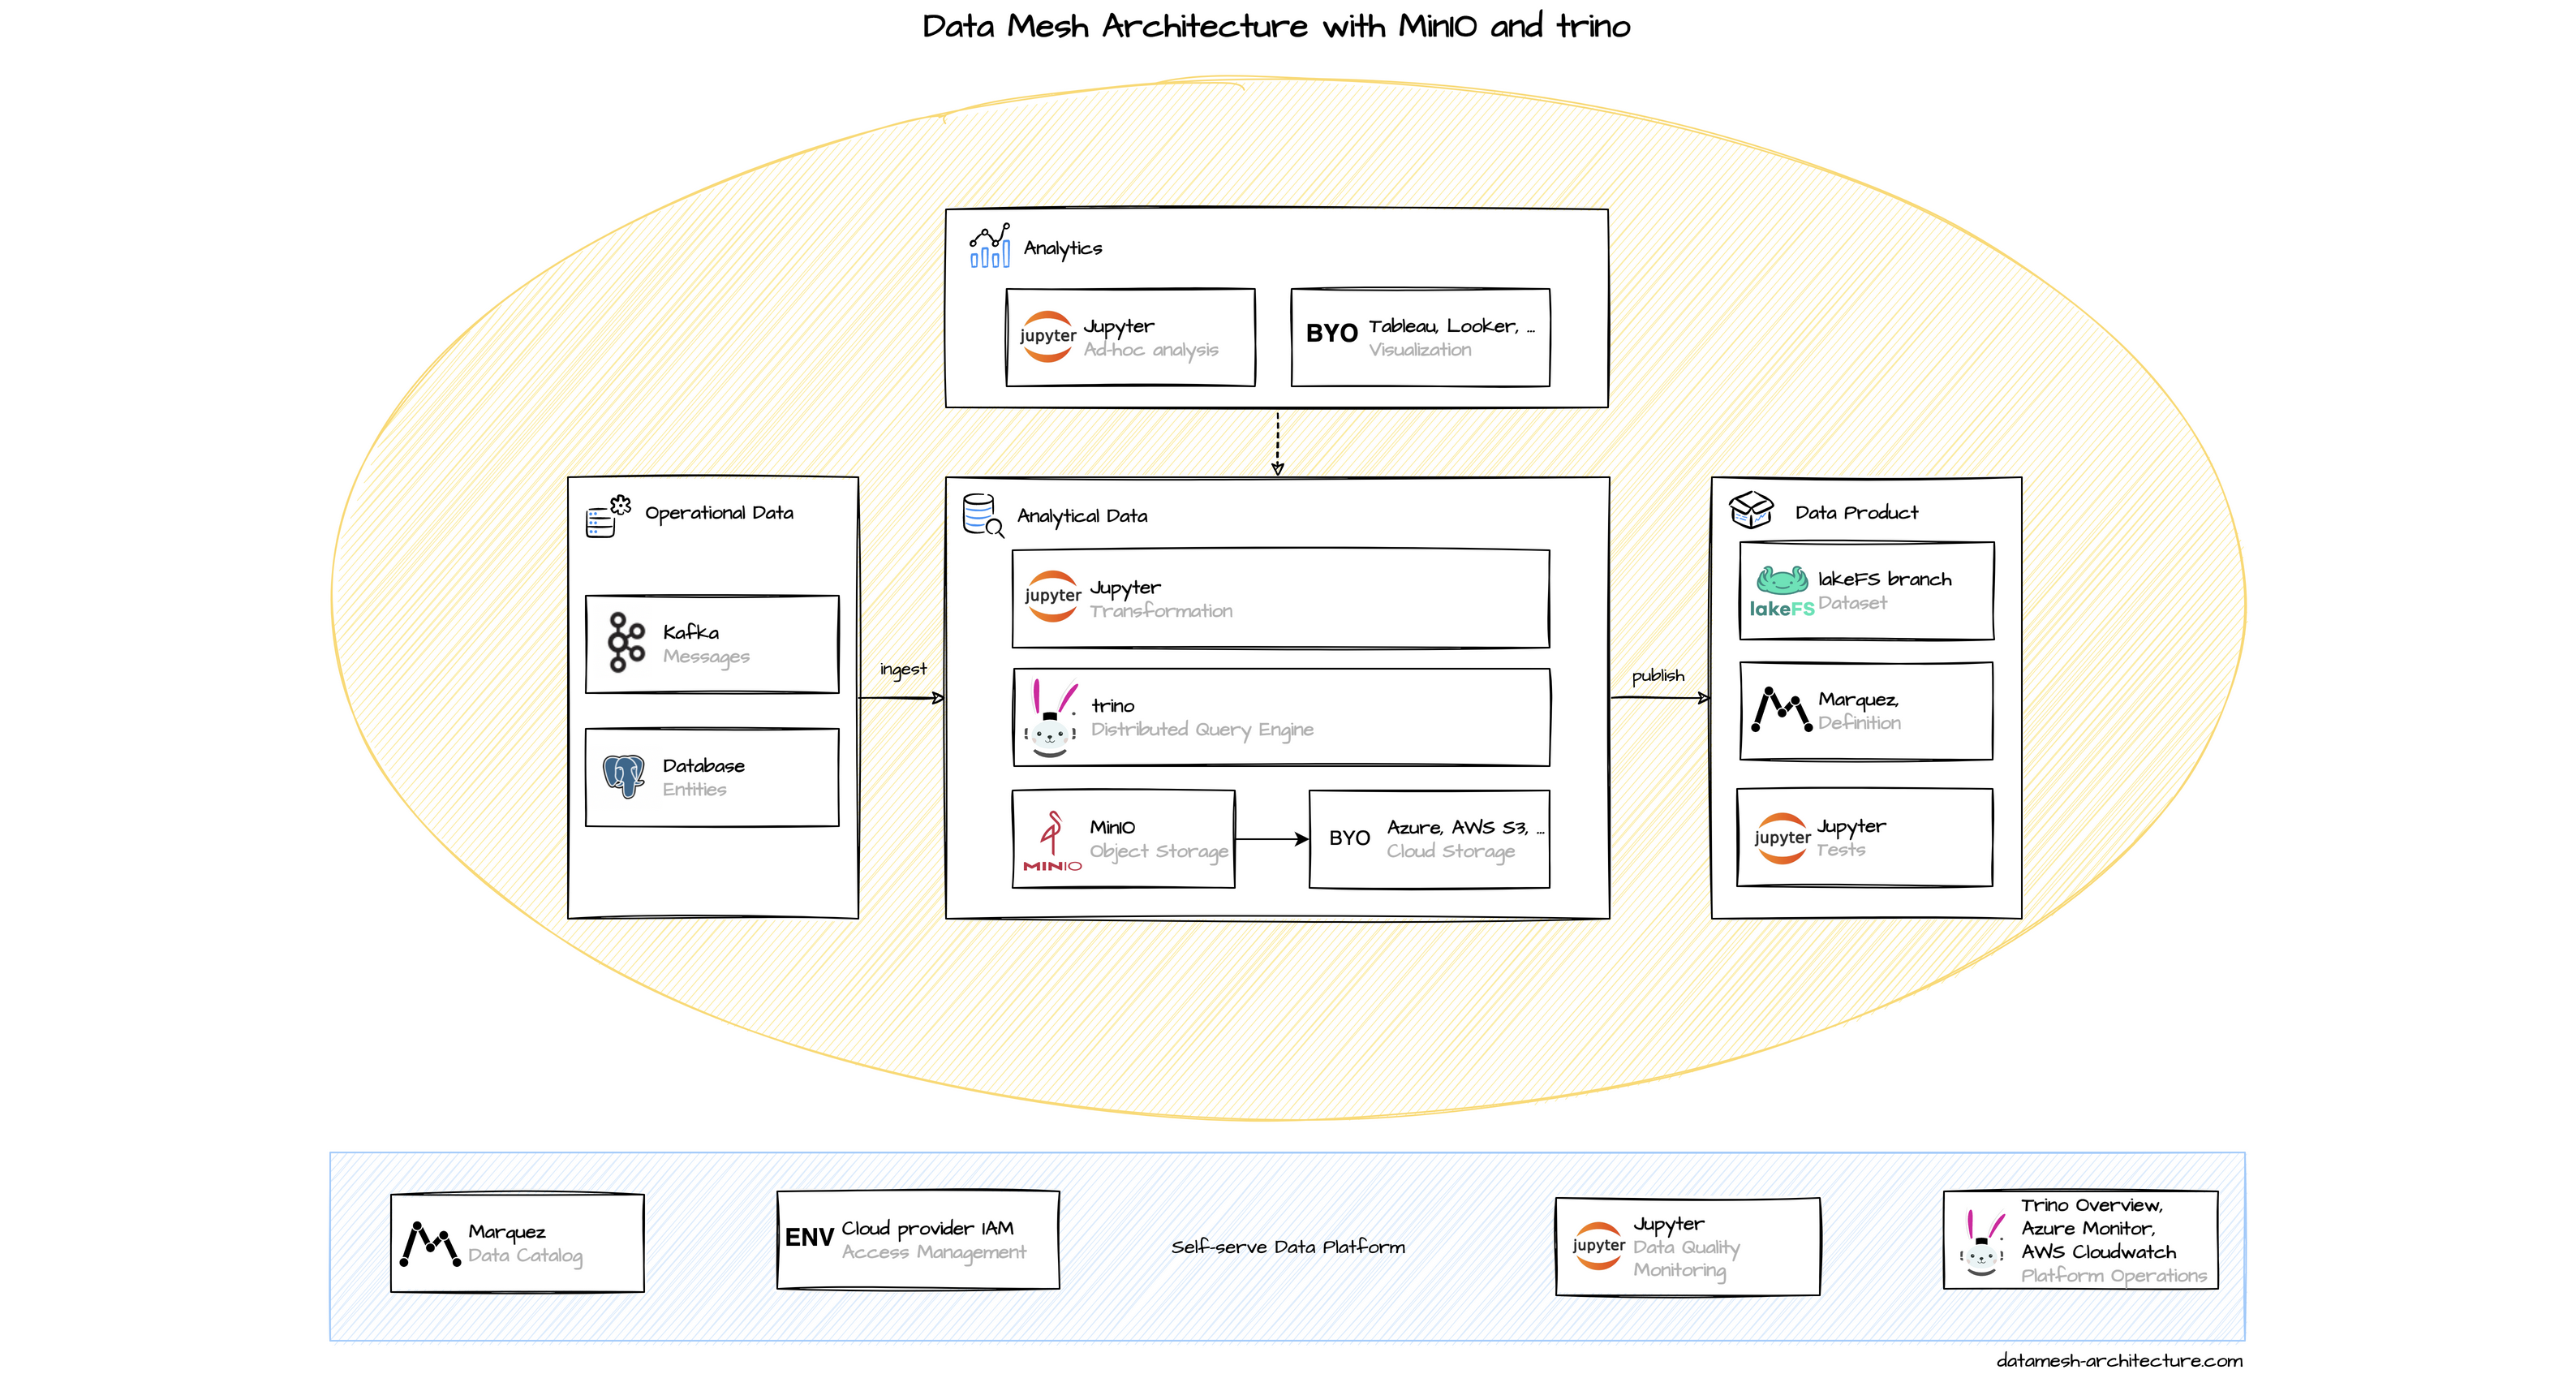 Data Mesh Architecture with MinIO and trino
Analytics
jupyter
Jupyter
Ad-hoc analysis
BYO
Tableau, Looker, ...
Visualization
Operational Data
Kafka
Messages
Database
Entities
ingest
Analytical Data
jupyter
Jupyter
Transformation
trino
Distributed Query Engine
MINIO
MinIO
Object Storage
BYO
Azure, AWS S3, ...
Cloud Storage
publish
Data Product
lakeFS
lakeFS branch
Dataset
Marquez,
Definition
jupyter
Jupyter
Tests
Marquez
Data Catalog
ENV
Cloud provider IAM
Access Management
Self-serve Data Platform
jupyter
Jupyter
Data Quality
Monitoring
Trino Overview,
Azure Monitor,
AWS Cloudwatch
Platform Operations
datamesh-architecture.com